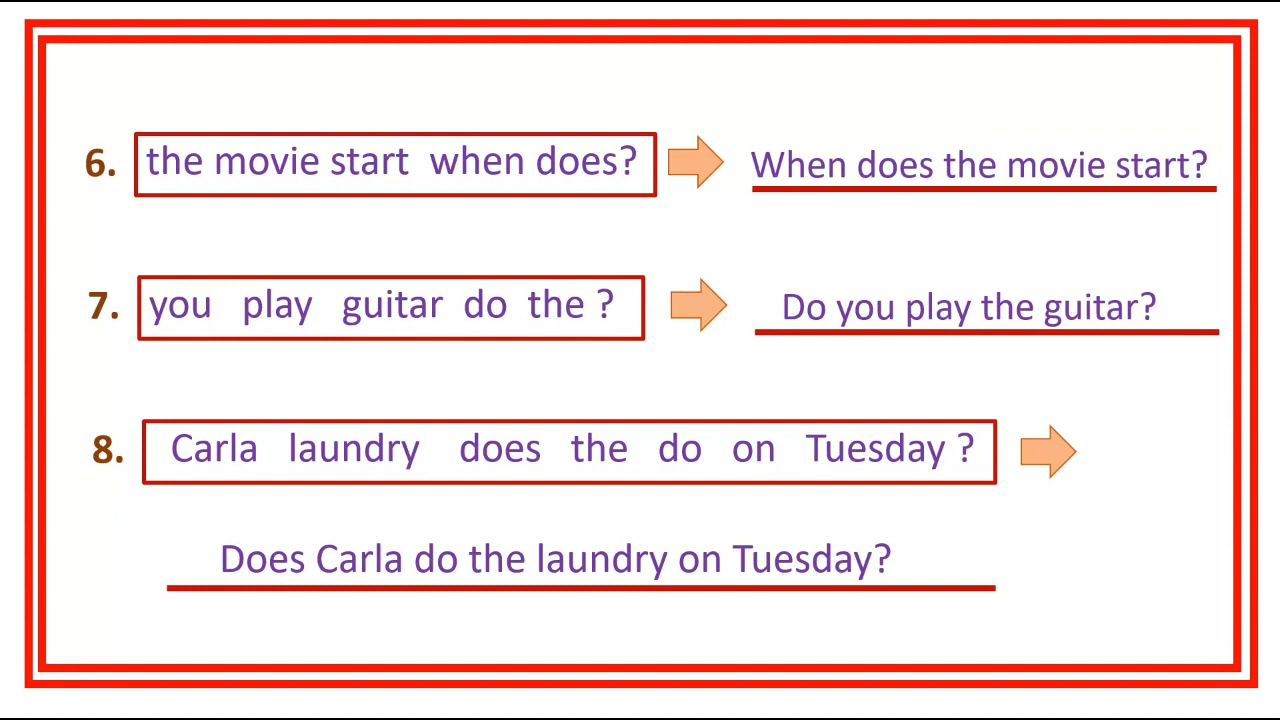 6. the movie start when does? When does the movie start?
7. you play guitar do the ? Do you play the guitar?
8. Carla laundry does the do on Tuesday ?
Does Carla do the laundry on Tuesday?